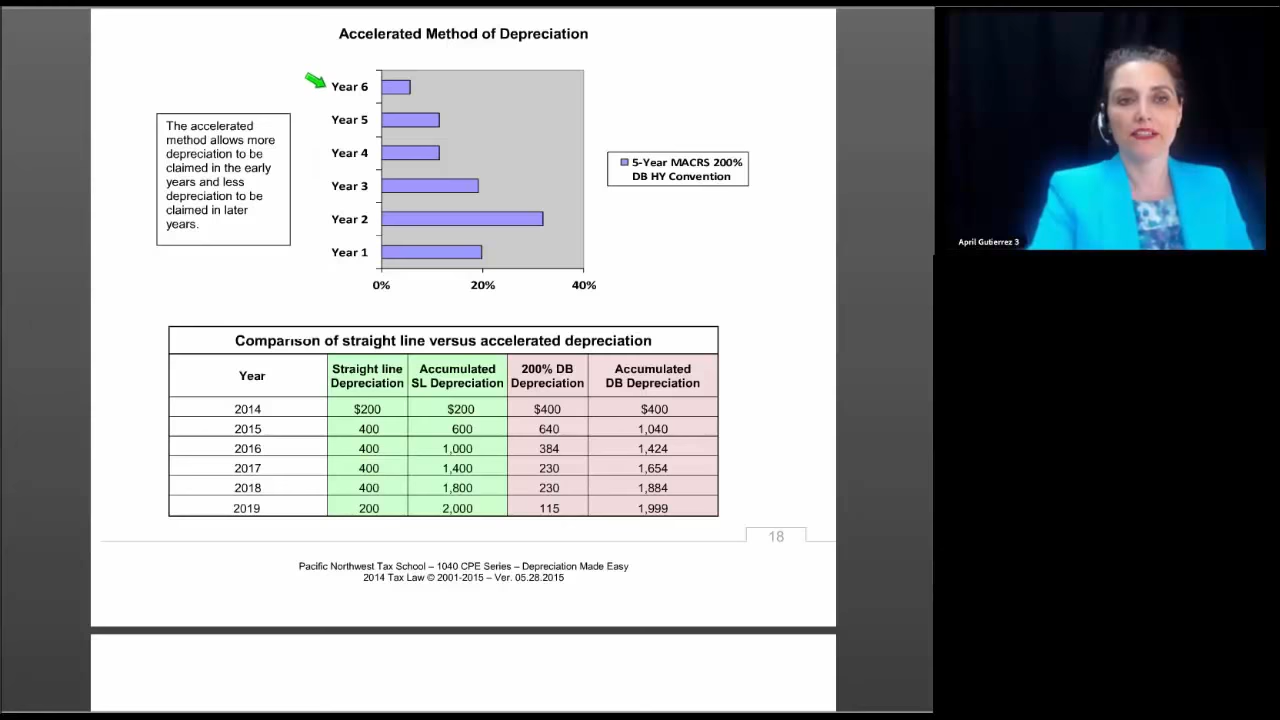 Accelerated Method of Depreciation
The accelerated
method allows more
depreciation to be
claimed in the early
years and less
depreciation to be
claimed in later
years.
Year 6
Year 5
Year 4
Year 3
Year 2
Year 1
0% 20% 40%
5-Year MACRS 200%
DB HY Convention
Comparison of straight line versus accelerated depreciation
Year Straight line Depreciation Accumulated SL Depreciation 200% DB Depreciation Accumulated DB Depreciation
2014 $200 $200 $400 $400
2015 400 600 640 1,040
2016 400 1,000 384 1,424
2017 400 1,400 230 1,654
2018 400 1,800 230 1,884
2019 200 2,000 115 1,999
18
Pacific Northwest Tax School – 1040 CPE Series – Depreciation Made Easy
2014 Tax Law © 2001-2015 – Ver. 05.28.2015
April Gutierrez 3